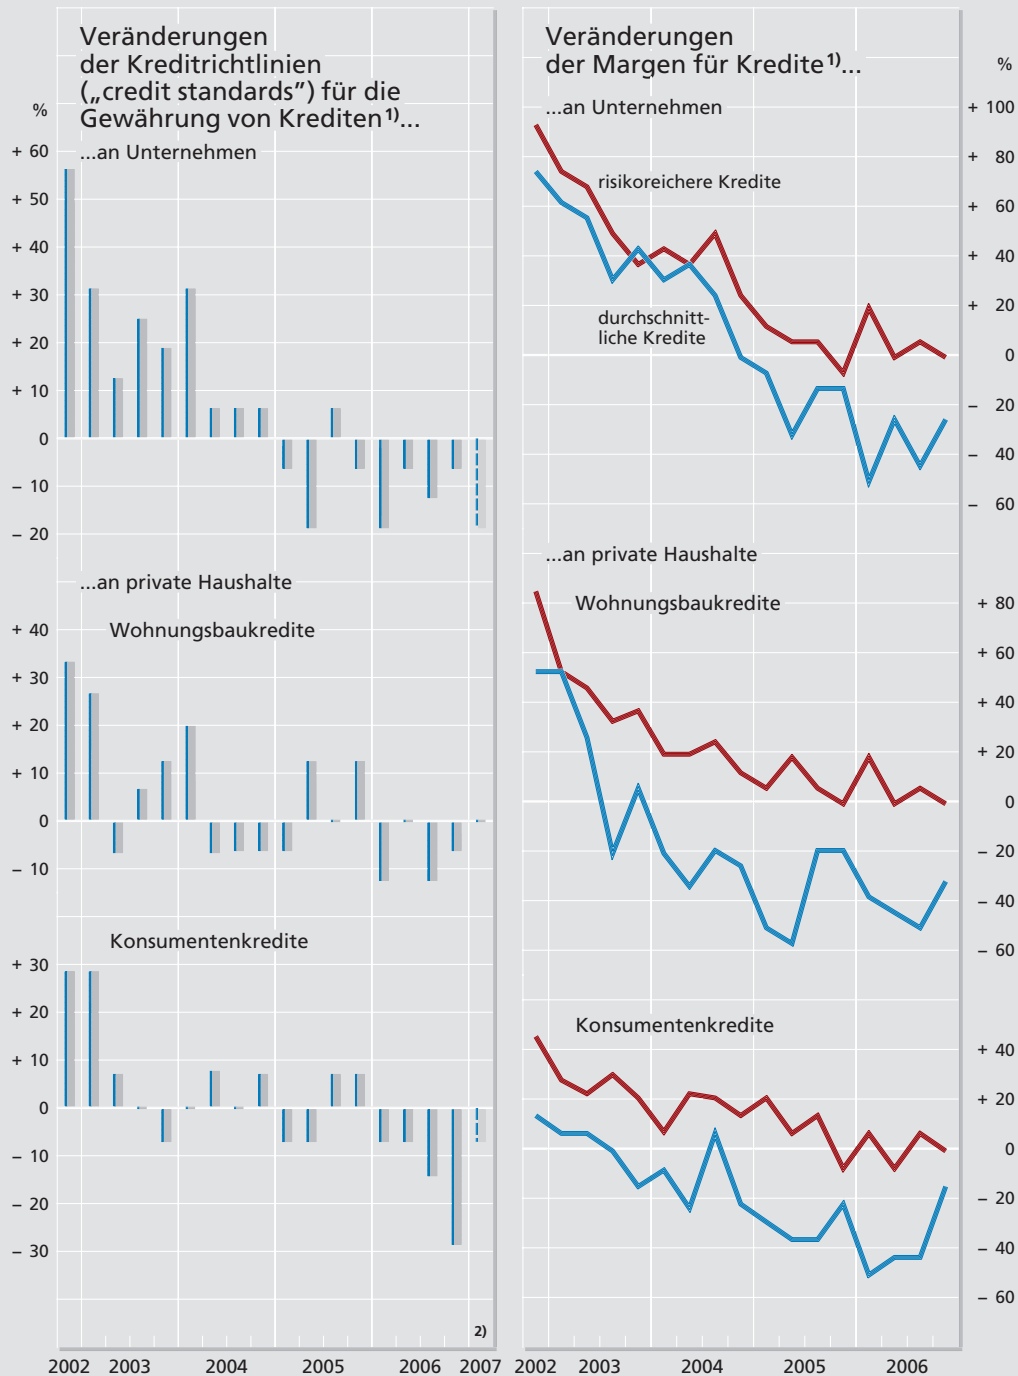 Veränderungen
der Kreditrichtlinien
(„credit standards”) für die
Gewährung von Krediten¹⁾...
%
...an Unternehmen
+ 60
+ 50
+ 40
+ 30
+ 20
+ 10
0
− 10
− 20
...an private Haushalte
Wohnungsbaukredite
+ 40
+ 30
+ 20
+ 10
0
− 10
Konsumentenkredite
+ 30
+ 20
+ 10
0
− 10
− 20
− 30
2)
2002 2003 2004 2005 2006 2007
Veränderungen
der Margen für Kredite¹⁾...
%
...an Unternehmen
+ 100
+ 80
+ 60
+ 40
+ 20
0
− 20
− 40
− 60
risikoreichere Kredite
durchschnitt-
liche Kredite
...an private Haushalte
Wohnungsbaukredite
+ 80
+ 60
+ 40
+ 20
0
− 20
− 40
− 60
Konsumentenkredite
+ 40
+ 20
0
− 20
− 40
− 60
2002 2003 2004 2005 2006